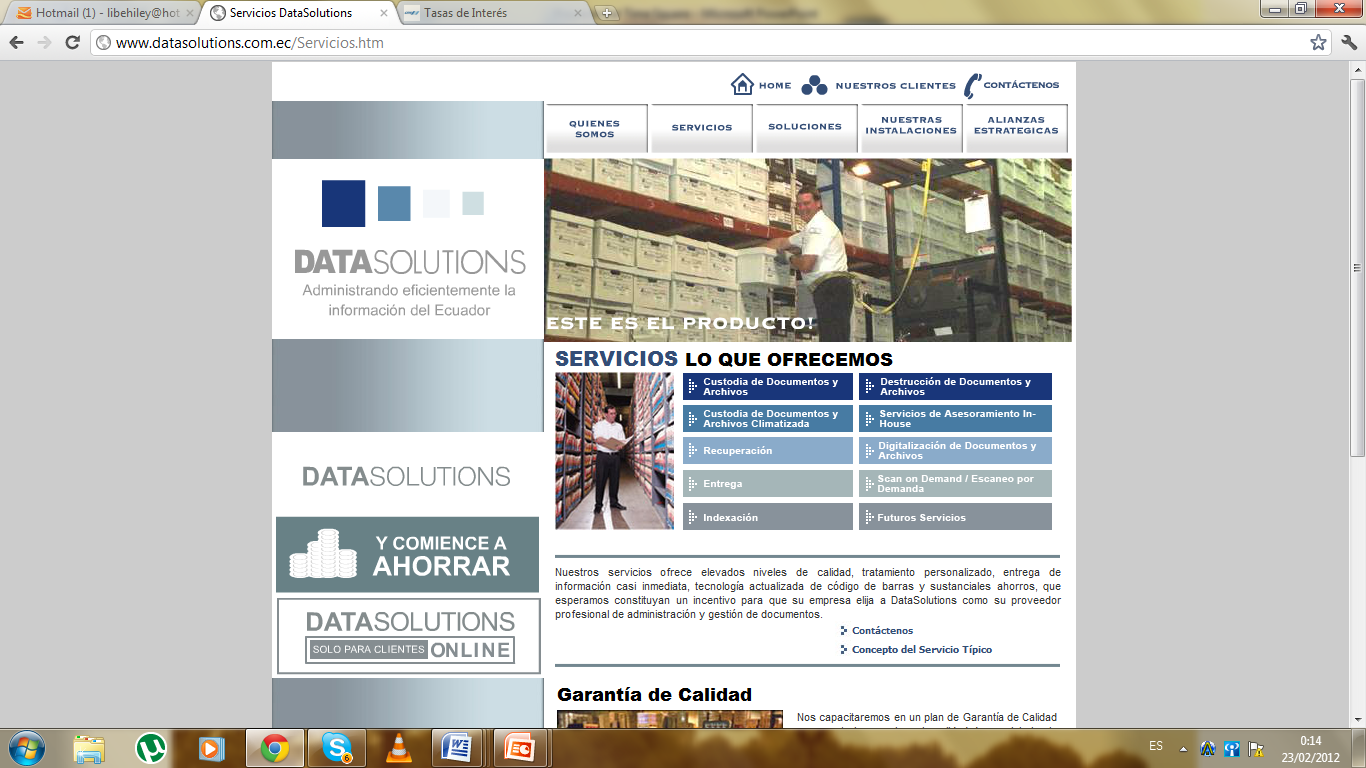 Hotmail (1) - libehiley@hot
Servicios DataSolutions
Tasas de Interés
www.datasolutions.com.ec/Servicios.htm
HOME
NUESTROS CLIENTES
CONTÁCTENOS
QUIENES
SOMOS
SERVICIOS
SOLUCIONES
NUESTRAS
INSTALACIONES
ALIANZAS
ESTRATEGICAS
DATASOLUTIONS
Administrando eficientemente la
información del Ecuador
ESTE ES EL PRODUCTO!
SERVICIOS LO QUE OFRECEMOS
Custodia de Documentos y
Archivos
Destrucción de Documentos y
Archivos
Custodia de Documentos y
Archivos Climatizada
Servicios de Asesoramiento In-
House
Recuperación
Digitalización de Documentos y
Archivos
Entrega
Scan on Demand / Escaneo por
Demanda
Indexación
Futuros Servicios
DATASOLUTIONS
Y COMIENCE A
AHORRAR
DATASOLUTIONS
SOLO PARA CLIENTES ONLINE
Nuestros servicios ofrece elevados niveles de calidad, tratamiento personalizado, entrega de
información casi inmediata, tecnología actualizada de código de barras y sustanciales ahorros, que
esperamos constituyan un incentivo para que su empresa elija a DataSolutions como su proveedor
profesional de administración y gestión de documentos.
Contáctenos
Concepto del Servicio Típico
Garantía de Calidad
Nos capacitaremos en un plan de Garantía de Calidad
6
ES
0:14
23/02/2012